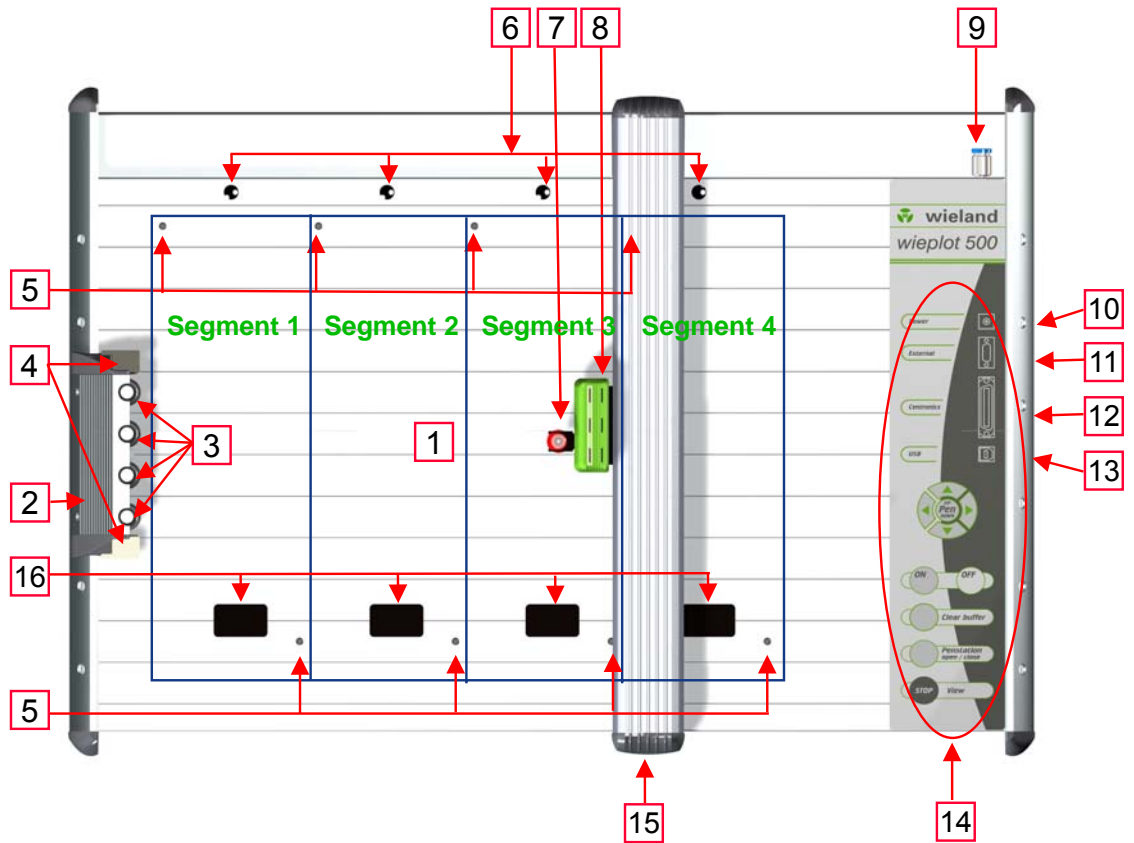 6 7 8 9
wieland
wieplot 500
5
Segment 1 Segment 2 Segment 3 Segment 4
Power
10
External
11
4
Centronics
12
3
1
USB
13
2
UP
Pen
DOWN
16
ON OFF
Clear buffer
Penstation
open / close
5
STOP View
15
14